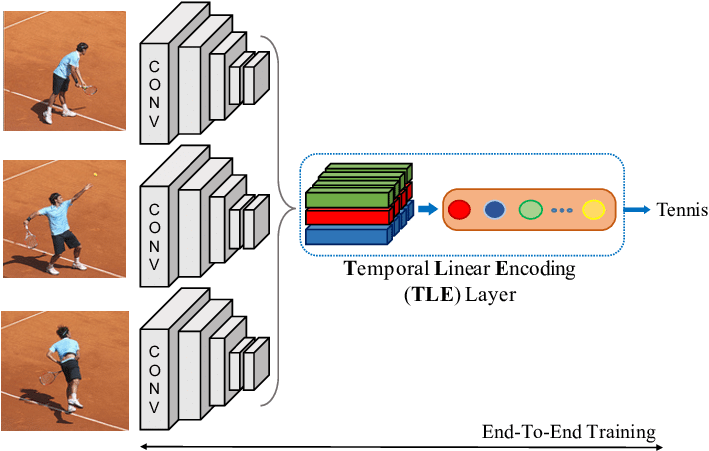 CONV
CONV
CONV
Tennis
Temporal Linear Encoding
(TLE) Layer
End-To-End Training